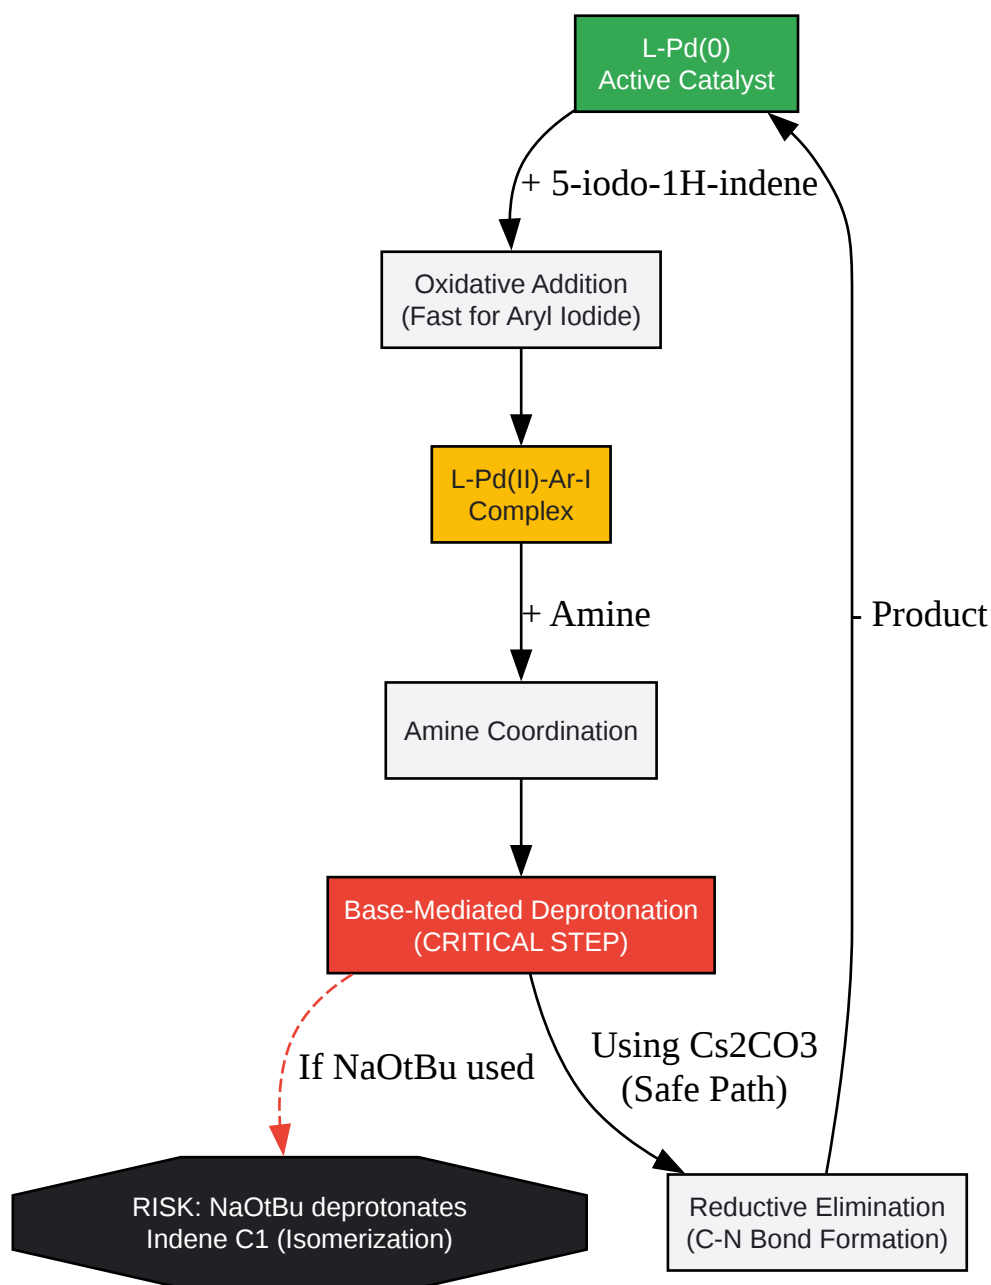 L-Pd(0)
Active Catalyst
+ 5-iodo-1H-indene
Oxidative Addition
(Fast for Aryl Iodide)
L-Pd(II)-Ar-I
Complex
+ Amine
- Product
Amine Coordination
Base-Mediated Deprotonation
(CRITICAL STEP)
If NaOtBu used
Using Cs2CO3
(Safe Path)
RISK: NaOtBu deprotonates
Indene C1 (Isomerization)
Reductive Elimination
(C-N Bond Formation)